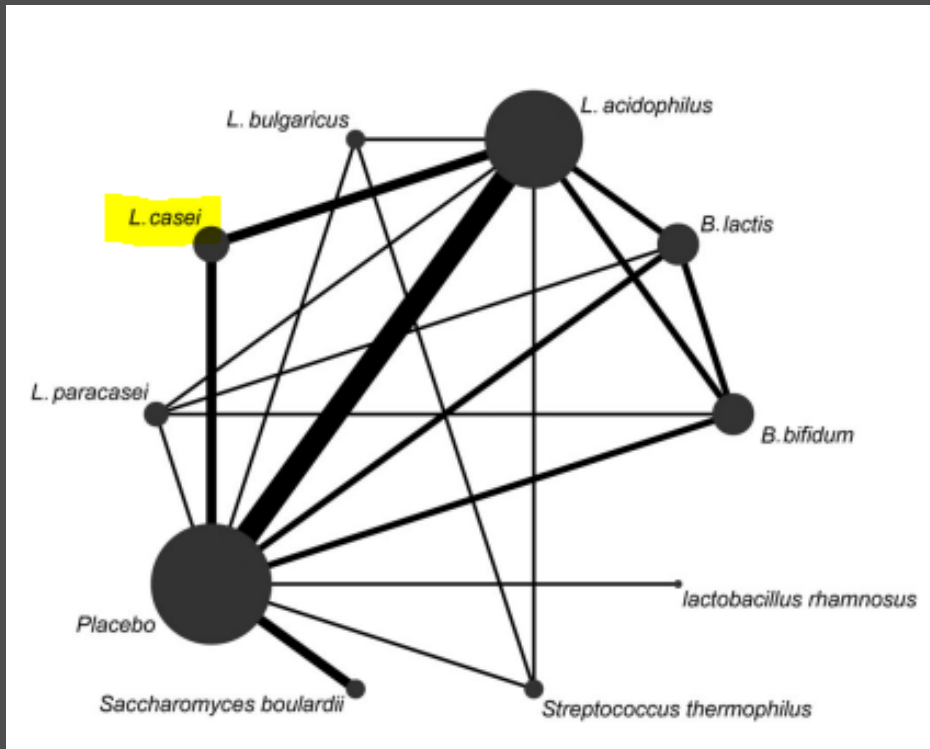 L. acidophilus
L. bulgaricus
L. casei
B. lactis
L. paracasei
B. bifidum
lactobacillus rhamnosus
Placebo
Saccharomyces boulardii
Streptococcus thermophilus